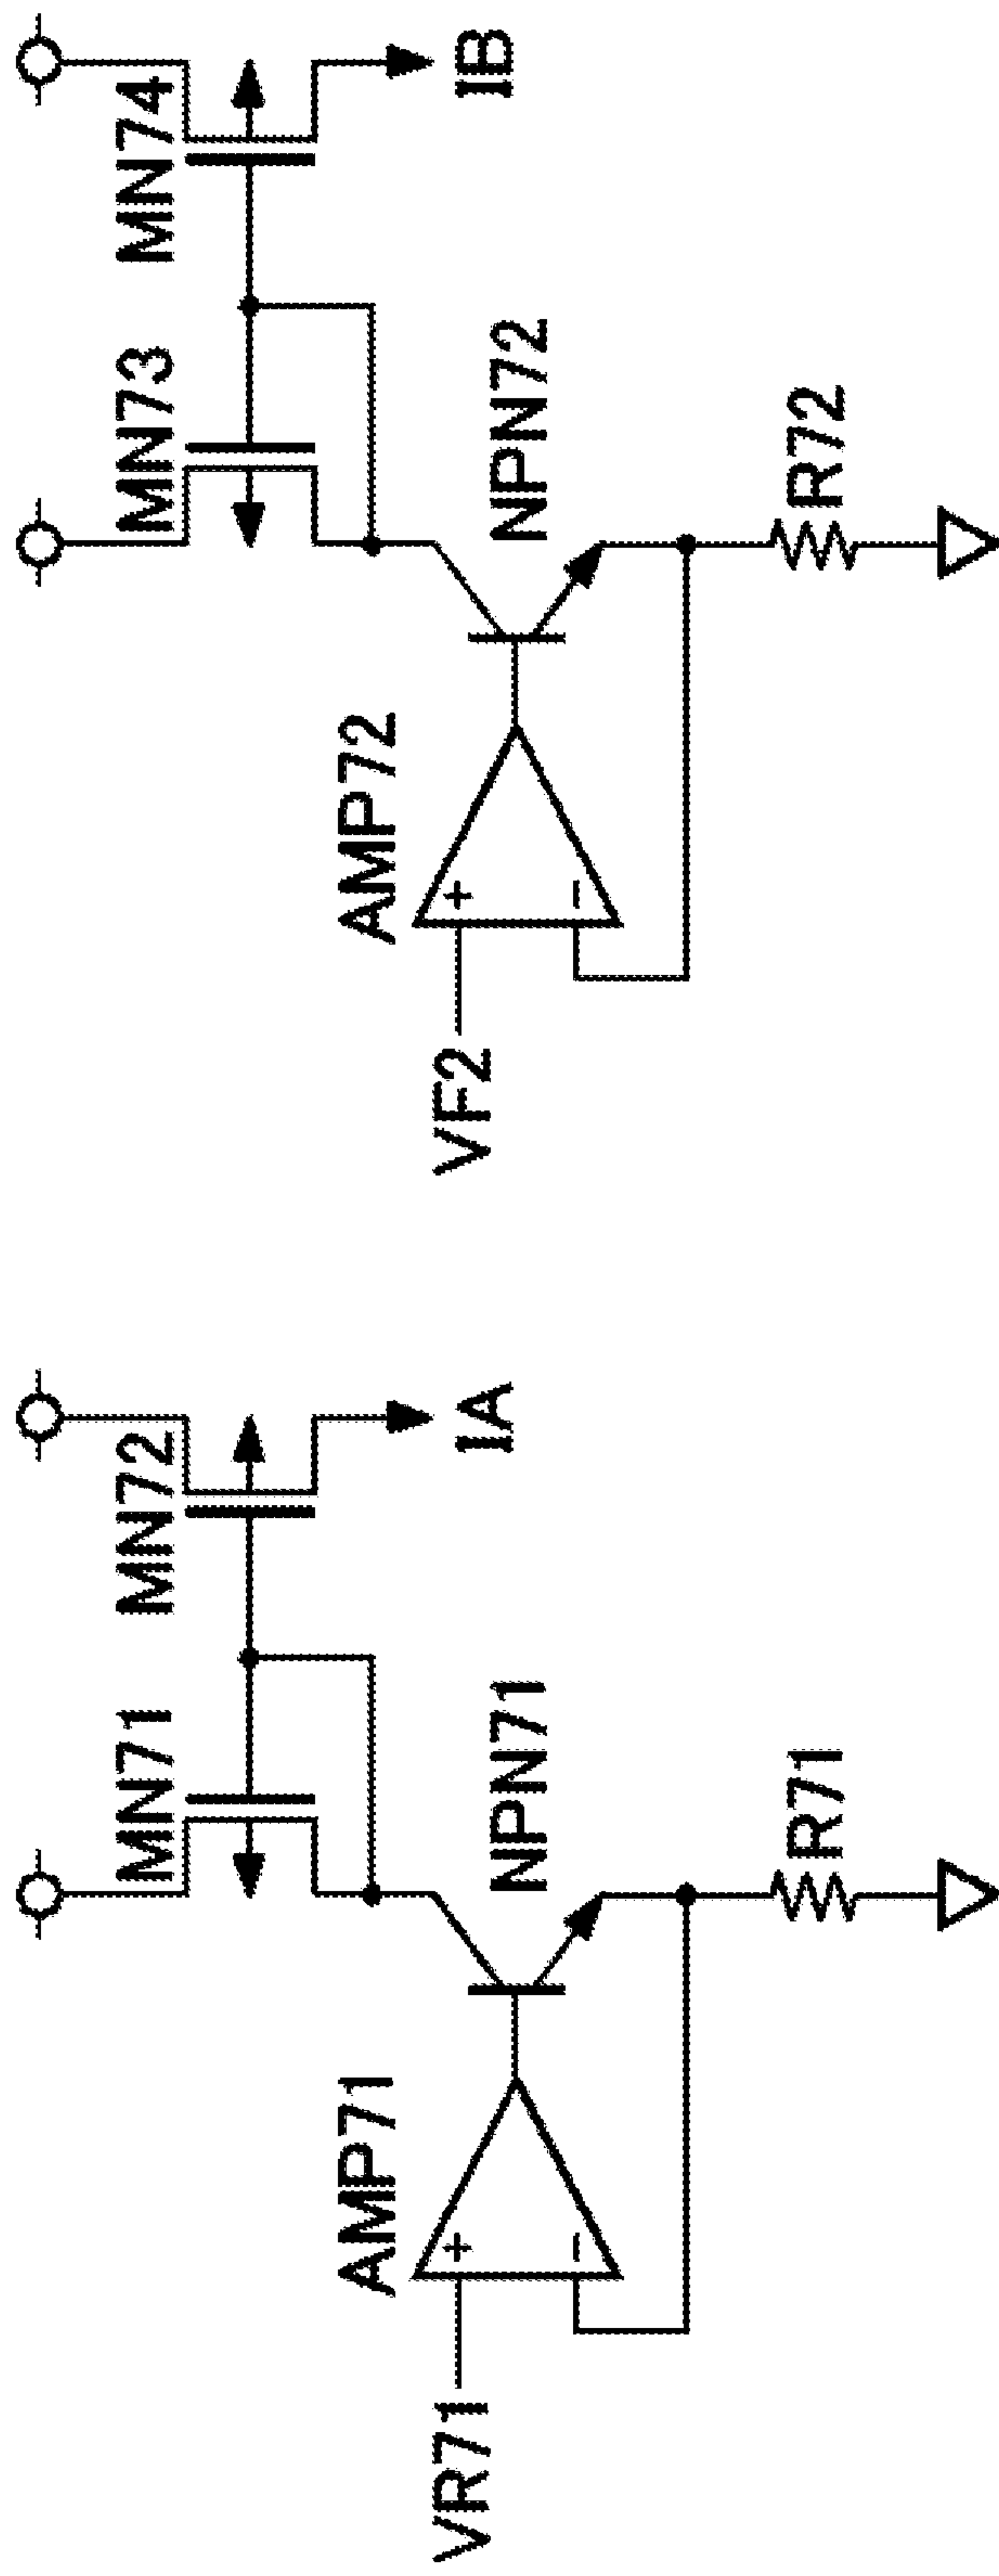 MN71
MN72
IA
AMP71
+
−
NPN71
VR71
R71
MN73
MN74
IB
AMP72
+
−
NPN72
VF2
R72